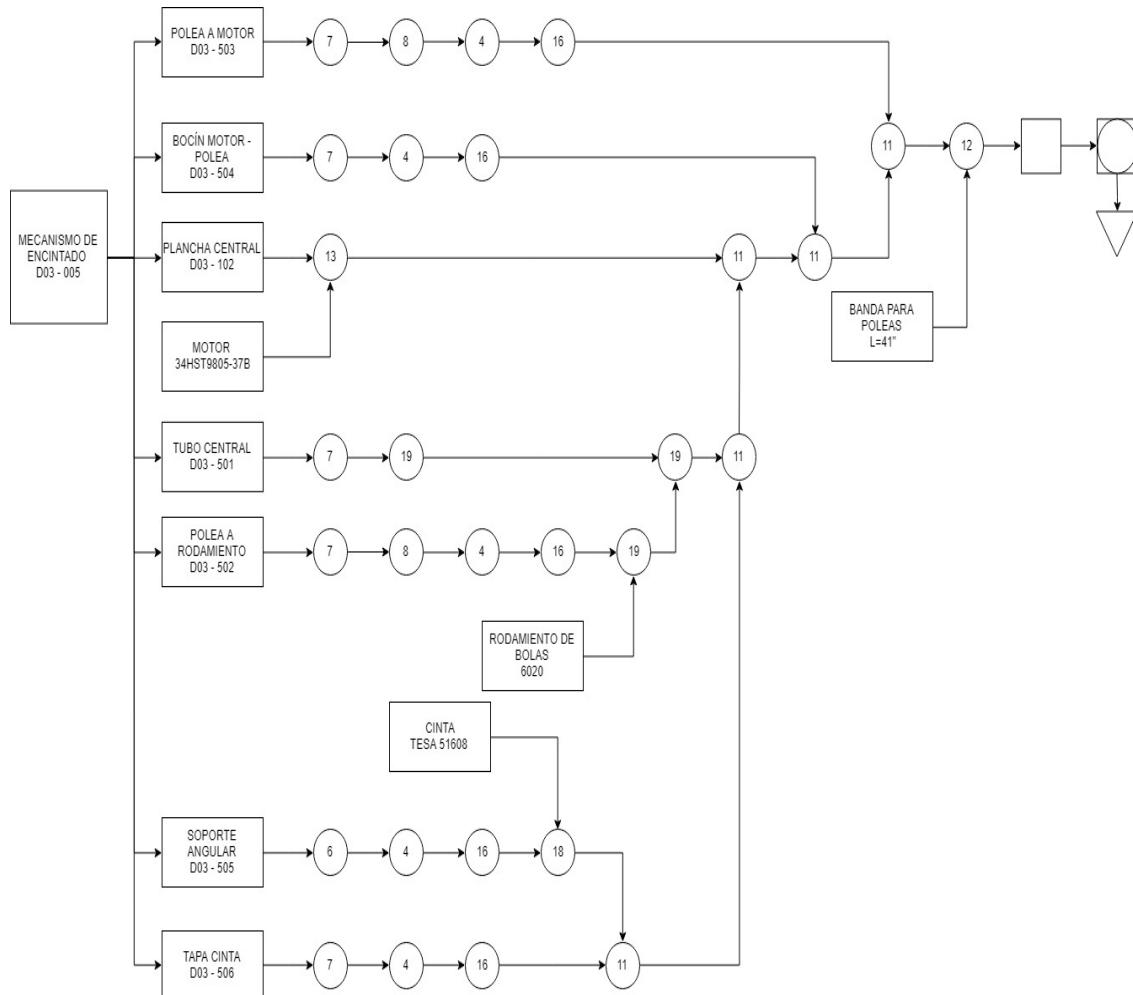 POLEA A MOTOR
D03 - 503
7
8
4
16
BOCÍN MOTOR -
POLEA
D03 - 504
7
4
16
11
12
MECANISMO DE
ENCINTADO
D03 - 005
PLANCHA CENTRAL
D03 - 102
13
11
11
MOTOR
34HST9805-37B
BANDA PARA
POLEAS
L=41"
TUBO CENTRAL
D03 - 501
7
19
19
11
POLEA A
RODAMIENTO
D03 - 502
7
8
4
16
19
RODAMIENTO DE
BOLAS
6020
CINTA
TESA 51608
SOPORTE
ANGULAR
D03 - 505
6
4
16
18
TAPA CINTA
D03 - 506
7
4
16
11